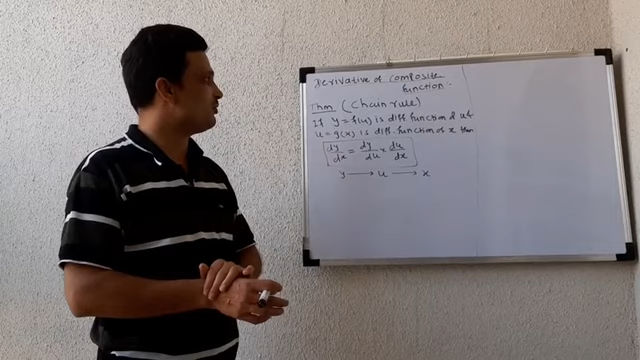 Derivative of composite
function.
Thm (Chain rule)
If y = f(u) is diff function of u &
u = g(x) is diff. function of x then
dy/dx = dy/du × du/dx
y → u → x